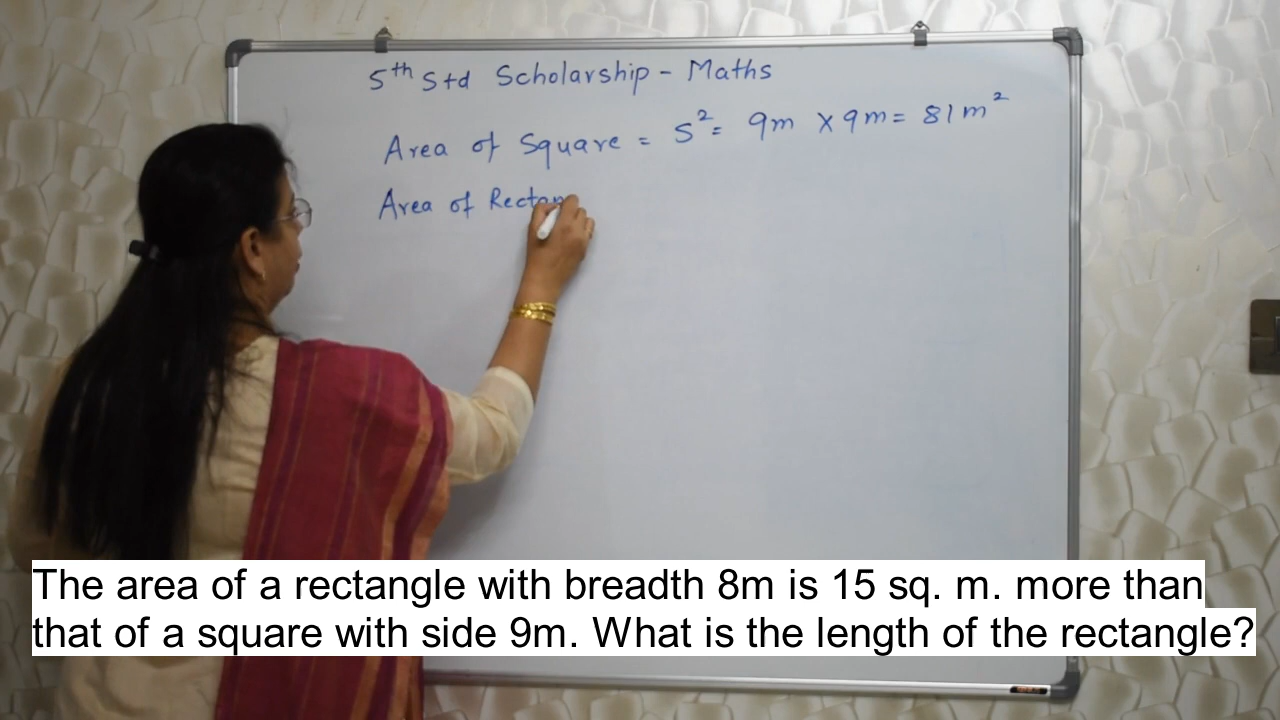 5th Std Scholarship - Maths
Area of Square = S² = 9m × 9m = 81 m²
Area of Rectan
The area of a rectangle with breadth 8m is 15 sq. m. more than
that of a square with side 9m. What is the length of the rectangle?